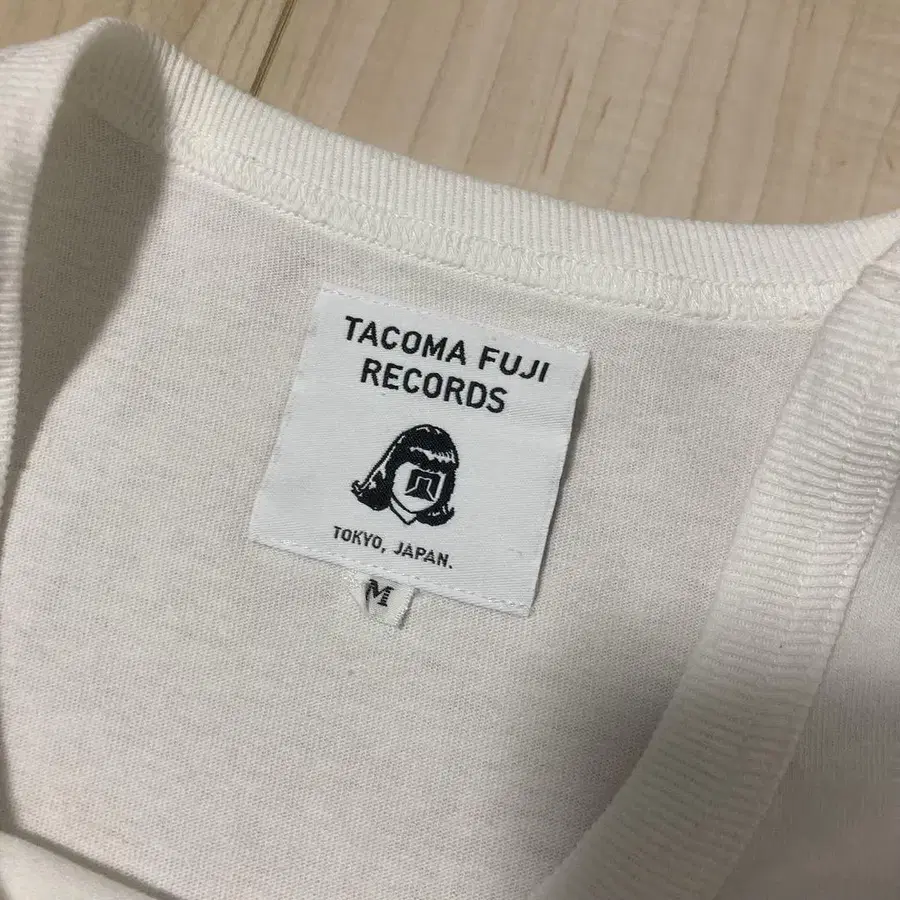 TACOMA FUJI
RECORDS
TOKYO, JAPAN.
M